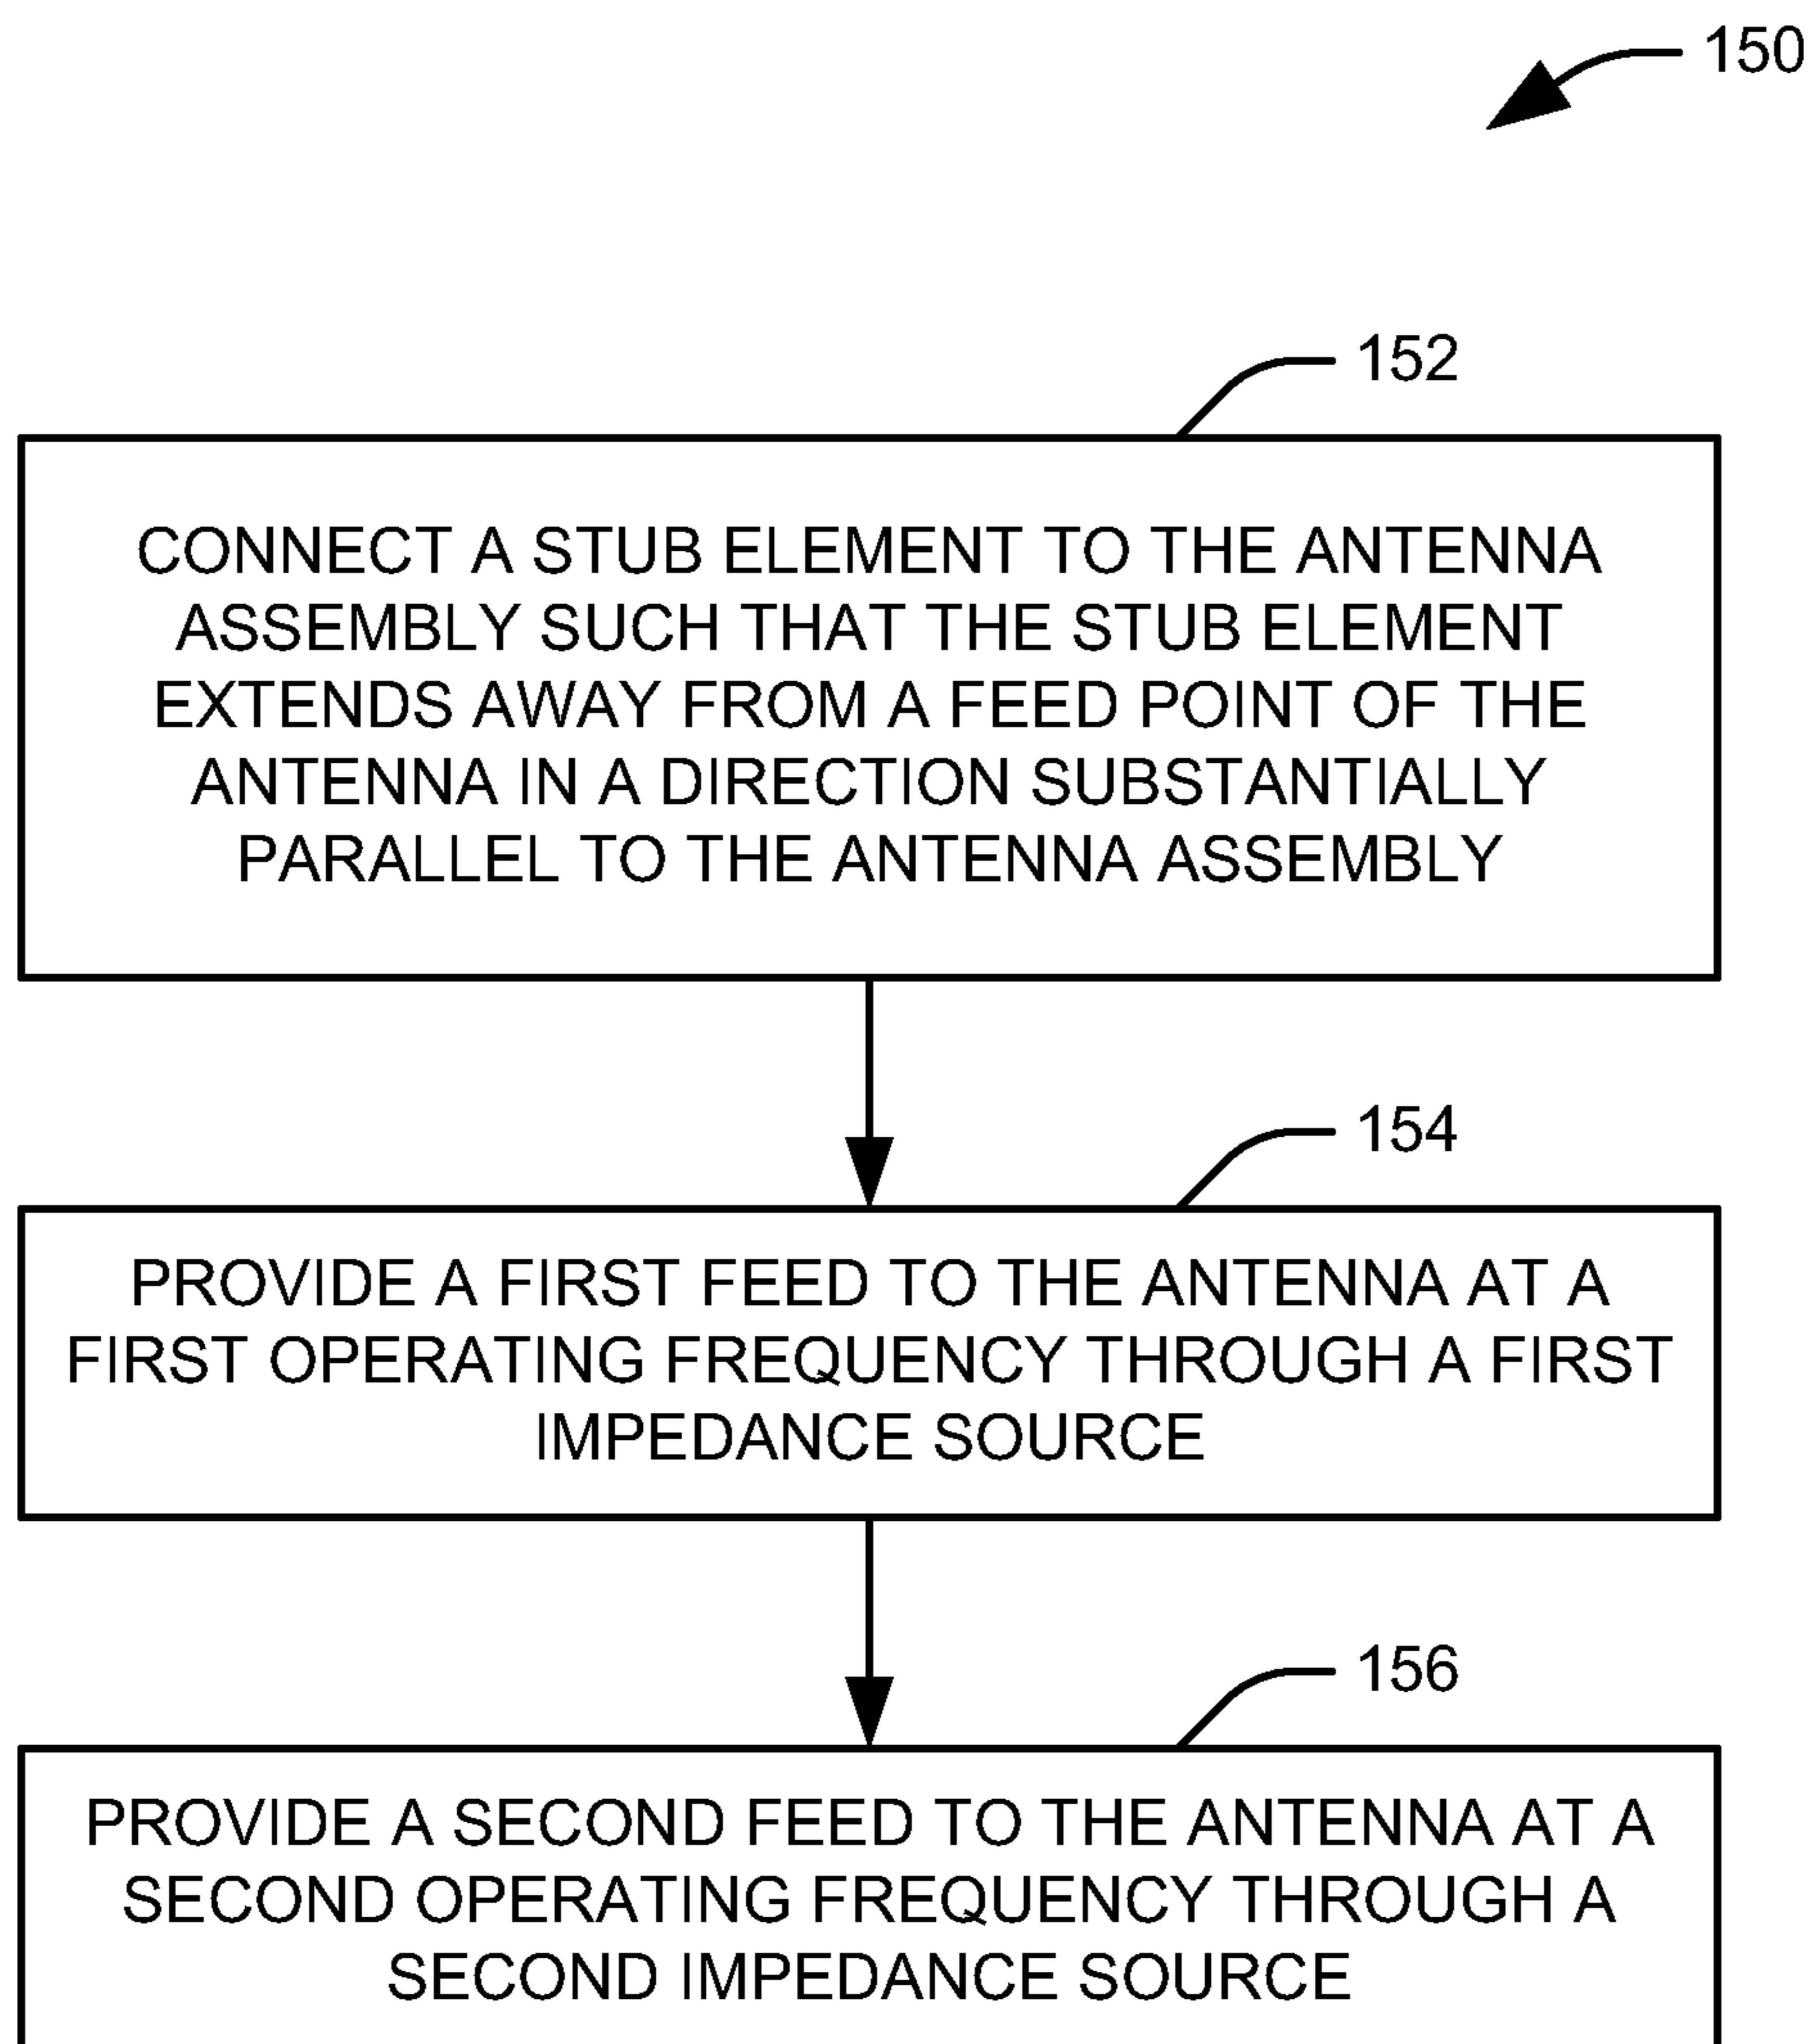 150
152
CONNECT A STUB ELEMENT TO THE ANTENNA
ASSEMBLY SUCH THAT THE STUB ELEMENT
EXTENDS AWAY FROM A FEED POINT OF THE
ANTENNA IN A DIRECTION SUBSTANTIALLY
PARALLEL TO THE ANTENNA ASSEMBLY
154
PROVIDE A FIRST FEED TO THE ANTENNA AT A
FIRST OPERATING FREQUENCY THROUGH A FIRST
IMPEDANCE SOURCE
156
PROVIDE A SECOND FEED TO THE ANTENNA AT A
SECOND OPERATING FREQUENCY THROUGH A
SECOND IMPEDANCE SOURCE